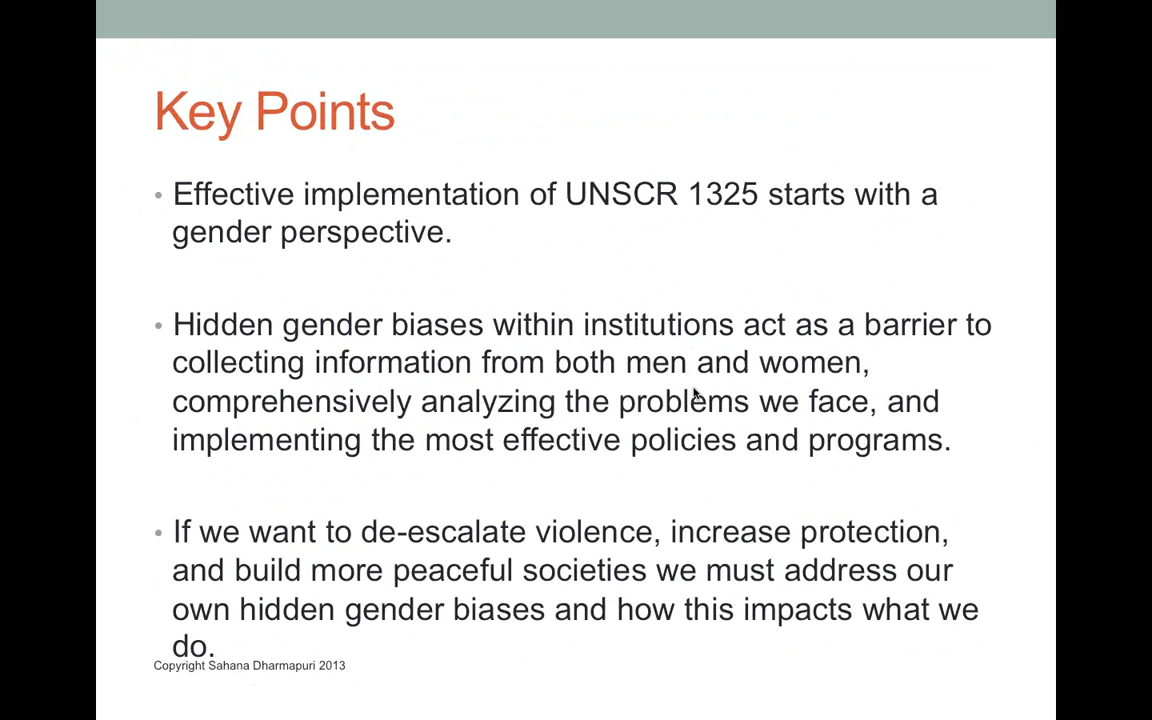 Key Points
• Effective implementation of UNSCR 1325 starts with a
gender perspective.
• Hidden gender biases within institutions act as a barrier to
collecting information from both men and women,
comprehensively analyzing the problems we face, and
implementing the most effective policies and programs.
• If we want to de-escalate violence, increase protection,
and build more peaceful societies we must address our
own hidden gender biases and how this impacts what we
do.
Copyright Sahana Dharmapuri 2013